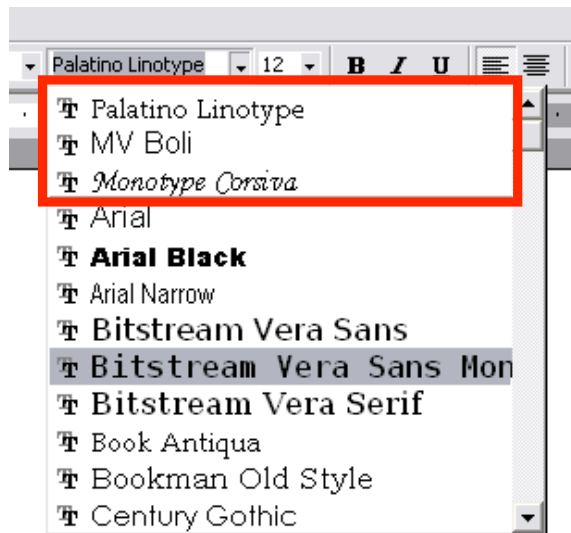 Palatino Linotype 12 B I U
Palatino Linotype
MV Boli
Monotype Corsiva
Arial
Arial Black
Arial Narrow
Bitstream Vera Sans
Bitstream Vera Sans Mon
Bitstream Vera Serif
Book Antiqua
Bookman Old Style
Century Gothic